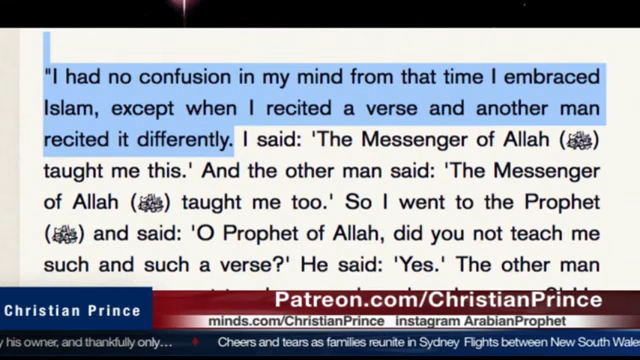 "I had no confusion in my mind from that time I embraced
Islam, except when I recited a verse and another man
recited it differently. I said: 'The Messenger of Allah (ﷺ)
taught me this.' And the other man said: 'The Messenger
of Allah (ﷺ) taught me too.' So I went to the Prophet
(ﷺ) and said: 'O Prophet of Allah, did you not teach me
such and such a verse?' He said: 'Yes.' The other man
Christian Prince
Patreon.com/ChristianPrince
minds.com/ChristianPrince instagram ArabianProphet
y his owner, and thankfully only... Cheers and tears as families reunite in Sydney Flights between New South Wale